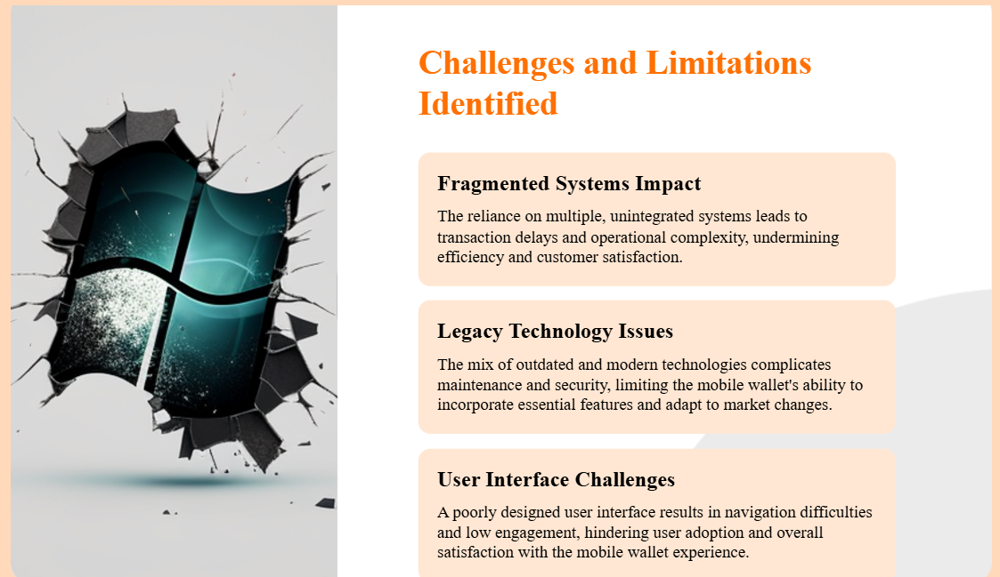 Challenges and Limitations
Identified
Fragmented Systems Impact
The reliance on multiple, unintegrated systems leads to
transaction delays and operational complexity, undermining
efficiency and customer satisfaction.
Legacy Technology Issues
The mix of outdated and modern technologies complicates
maintenance and security, limiting the mobile wallet's ability to
incorporate essential features and adapt to market changes.
User Interface Challenges
A poorly designed user interface results in navigation difficulties
and low engagement, hindering user adoption and overall
satisfaction with the mobile wallet experience.